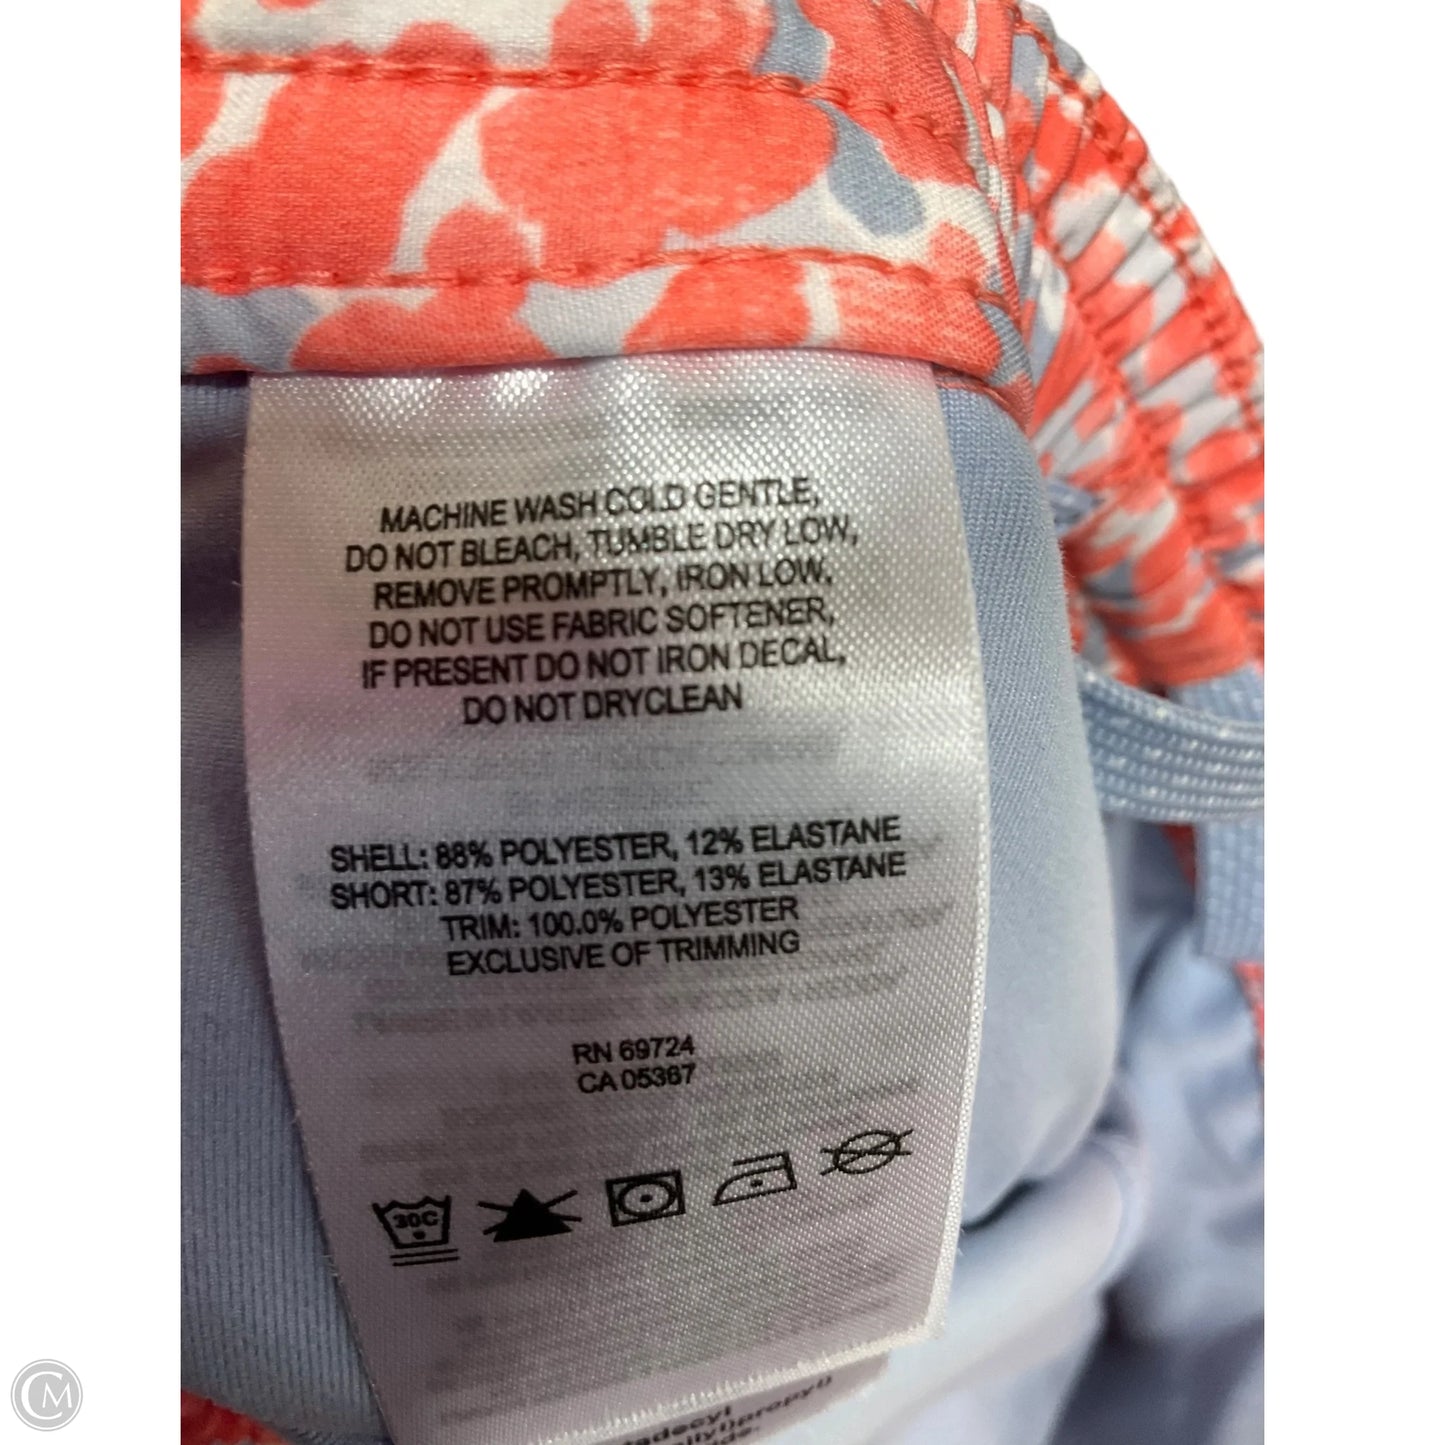 MACHINE WASH COLD GENTLE,
DO NOT BLEACH, TUMBLE DRY LOW,
REMOVE PROMPTLY, IRON LOW,
DO NOT USE FABRIC SOFTENER,
IF PRESENT DO NOT IRON DECAL,
DO NOT DRYCLEAN
SHELL: 88% POLYESTER, 12% ELASTANE
SHORT: 87% POLYESTER, 13% ELASTANE
TRIM: 100.0% POLYESTER
EXCLUSIVE OF TRIMMING
RN 69724
CA 05367
30C
CM